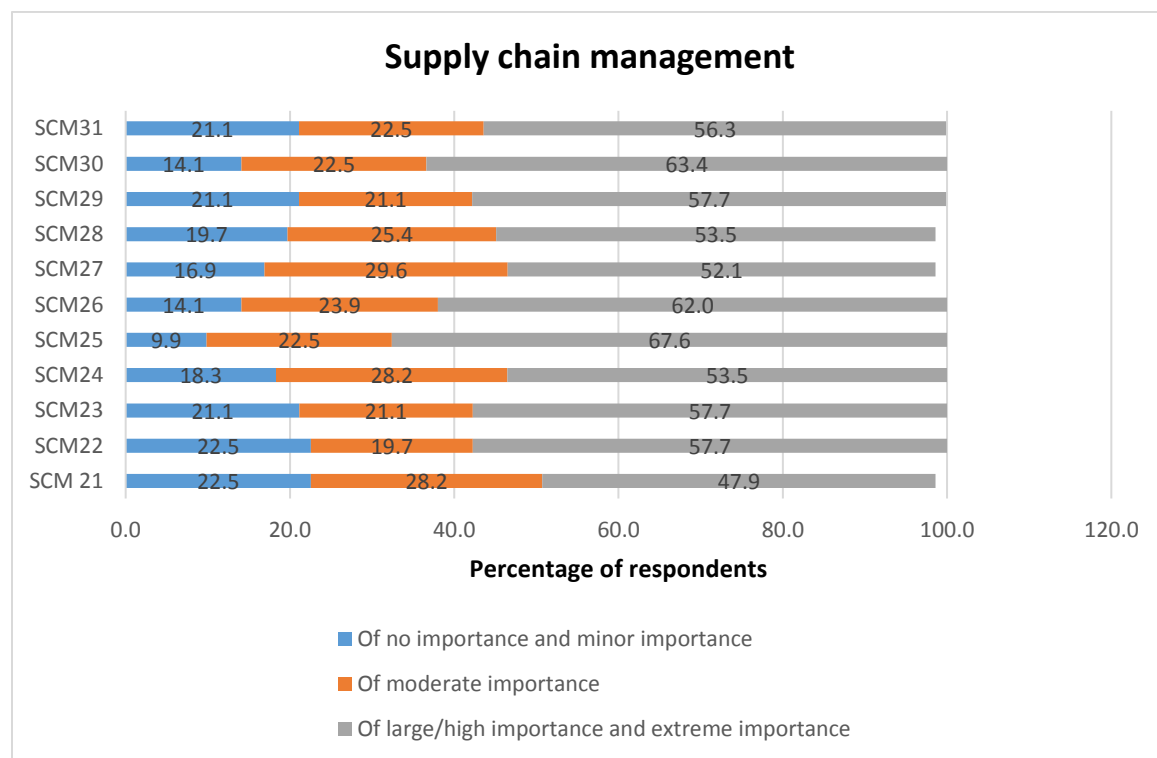 Supply chain management
SCM31 21.1 22.5 56.3
SCM30 14.1 22.5 63.4
SCM29 21.1 21.1 57.7
SCM28 19.7 25.4 53.5
SCM27 16.9 29.6 52.1
SCM26 14.1 23.9 62.0
SCM25 9.9 22.5 67.6
SCM24 18.3 28.2 53.5
SCM23 21.1 21.1 57.7
SCM22 22.5 19.7 57.7
SCM 21 22.5 28.2 47.9
0.0 20.0 40.0 60.0 80.0 100.0 120.0
Percentage of respondents
Of no importance and minor importance
Of moderate importance
Of large/high importance and extreme importance